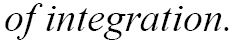 of integration.